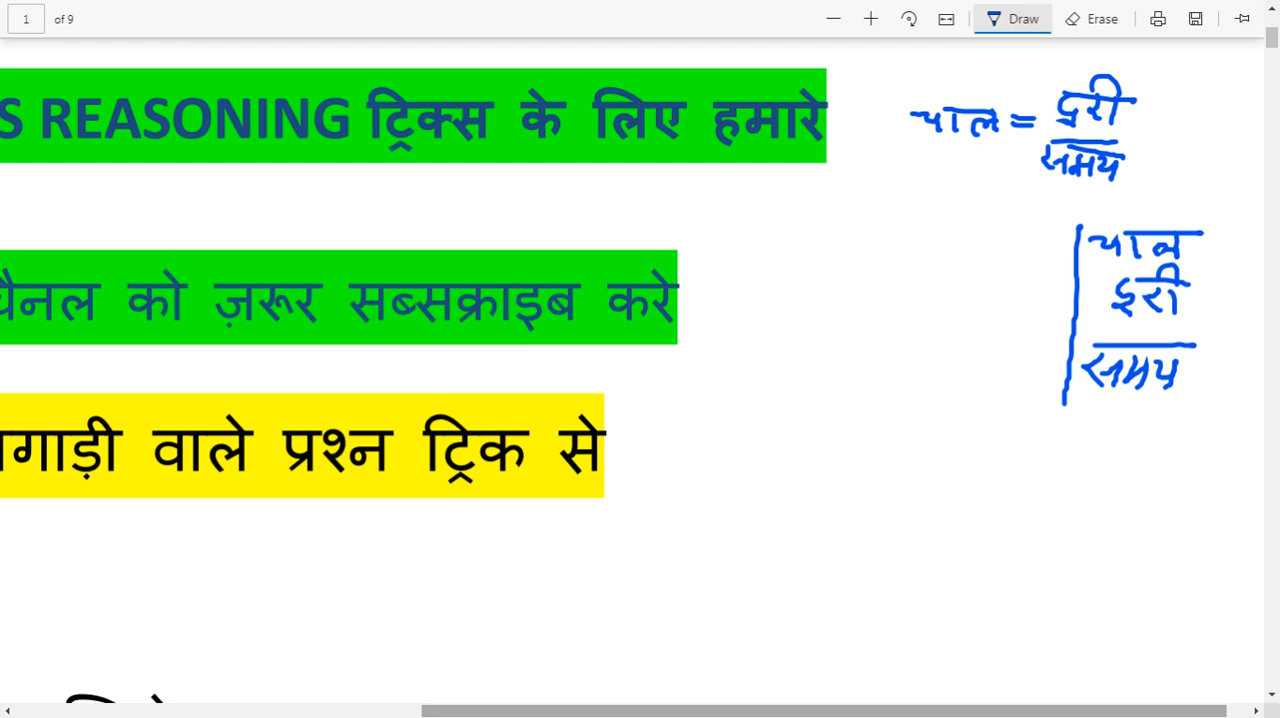 1 of 9 Draw Erase
S REASONING ट्रिक्स के लिए हमारे
चैनल को ज़रूर सब्सक्राइब करे
गाड़ी वाले प्रश्न ट्रिक से
चाल = दुरी
समय
चाल
दुरी
समय